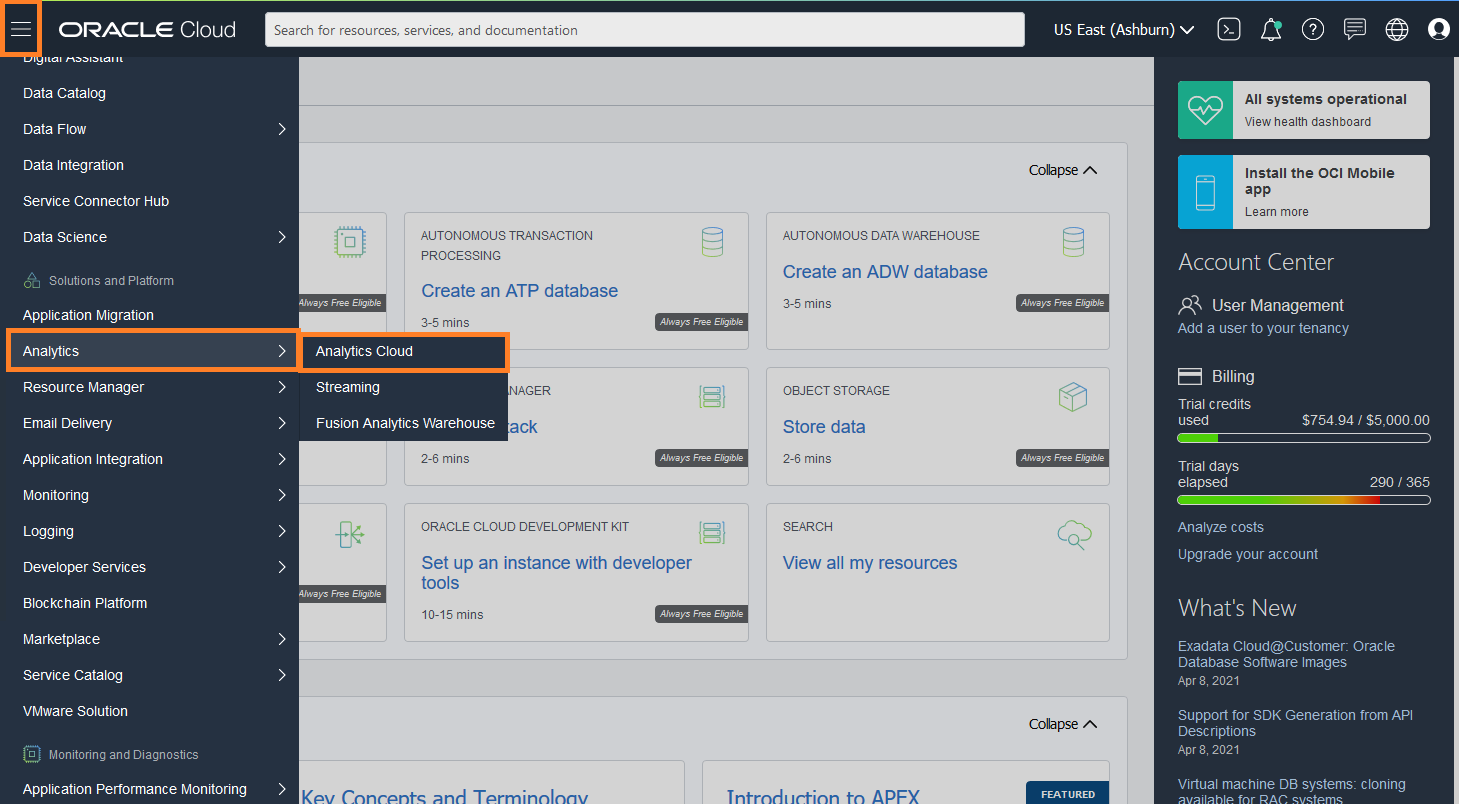 ORACLE Cloud
Search for resources, services, and documentation
US East (Ashburn)
Digital Assistant
Data Catalog
Data Flow
Data Integration
Service Connector Hub
Data Science
Solutions and Platform
Application Migration
Analytics
Resource Manager
Email Delivery
Application Integration
Monitoring
Logging
Developer Services
Blockchain Platform
Marketplace
Service Catalog
VMware Solution
Monitoring and Diagnostics
Application Performance Monitoring
Analytics Cloud
Streaming
Fusion Analytics Warehouse
Collapse
Always Free Eligible
AUTONOMOUS TRANSACTION
PROCESSING
Create an ATP database
3-5 mins
Always Free Eligible
AUTONOMOUS DATA WAREHOUSE
Create an ADW database
3-5 mins
Always Free Eligible
ANAGER
tack
2-6 mins
Always Free Eligible
OBJECT STORAGE
Store data
2-6 mins
Always Free Eligible
Always Free Eligible
ORACLE CLOUD DEVELOPMENT KIT
Set up an instance with developer
tools
10-15 mins
Always Free Eligible
SEARCH
View all my resources
Collapse
Key Concepts and Terminology
Introduction to APEX
FEATURED
All systems operational
View health dashboard
Install the OCI Mobile
app
Learn more
Account Center
User Management
Add a user to your tenancy
Billing
Trial credits
used $754.94 / $5,000.00
Trial days
elapsed 290 / 365
Analyze costs
Upgrade your account
What's New
Exadata Cloud@Customer: Oracle
Database Software Images
Apr 8, 2021
Support for SDK Generation from API
Descriptions
Apr 8, 2021
Virtual machine DB systems: cloning
available for RAC systems